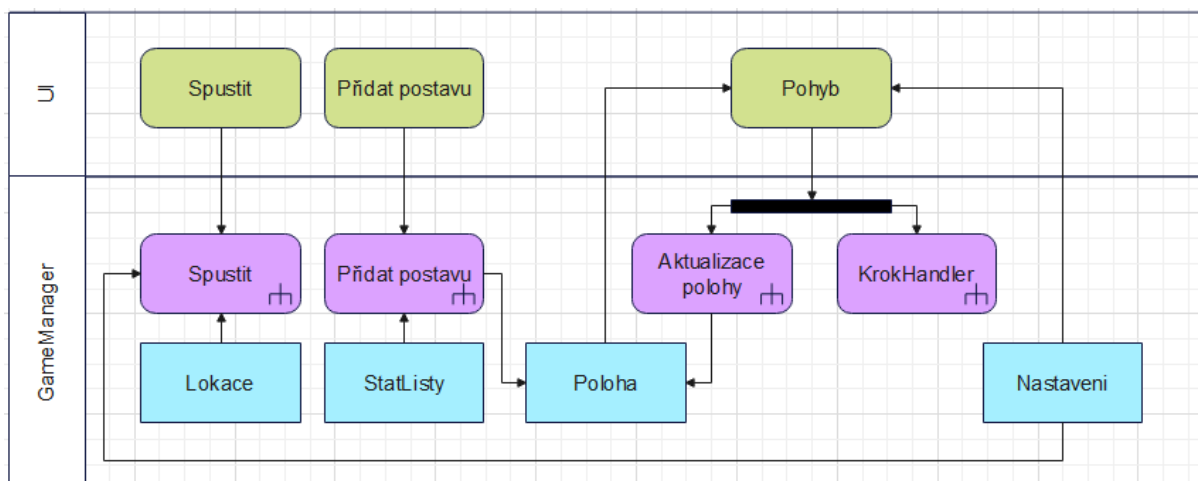 UI
Spustit
Přidat postavu
Pohyb
GameManager
Spustit
Přidat postavu
Aktualizace
polohy
KrokHandler
Lokace
StatListy
Poloha
Nastaveni